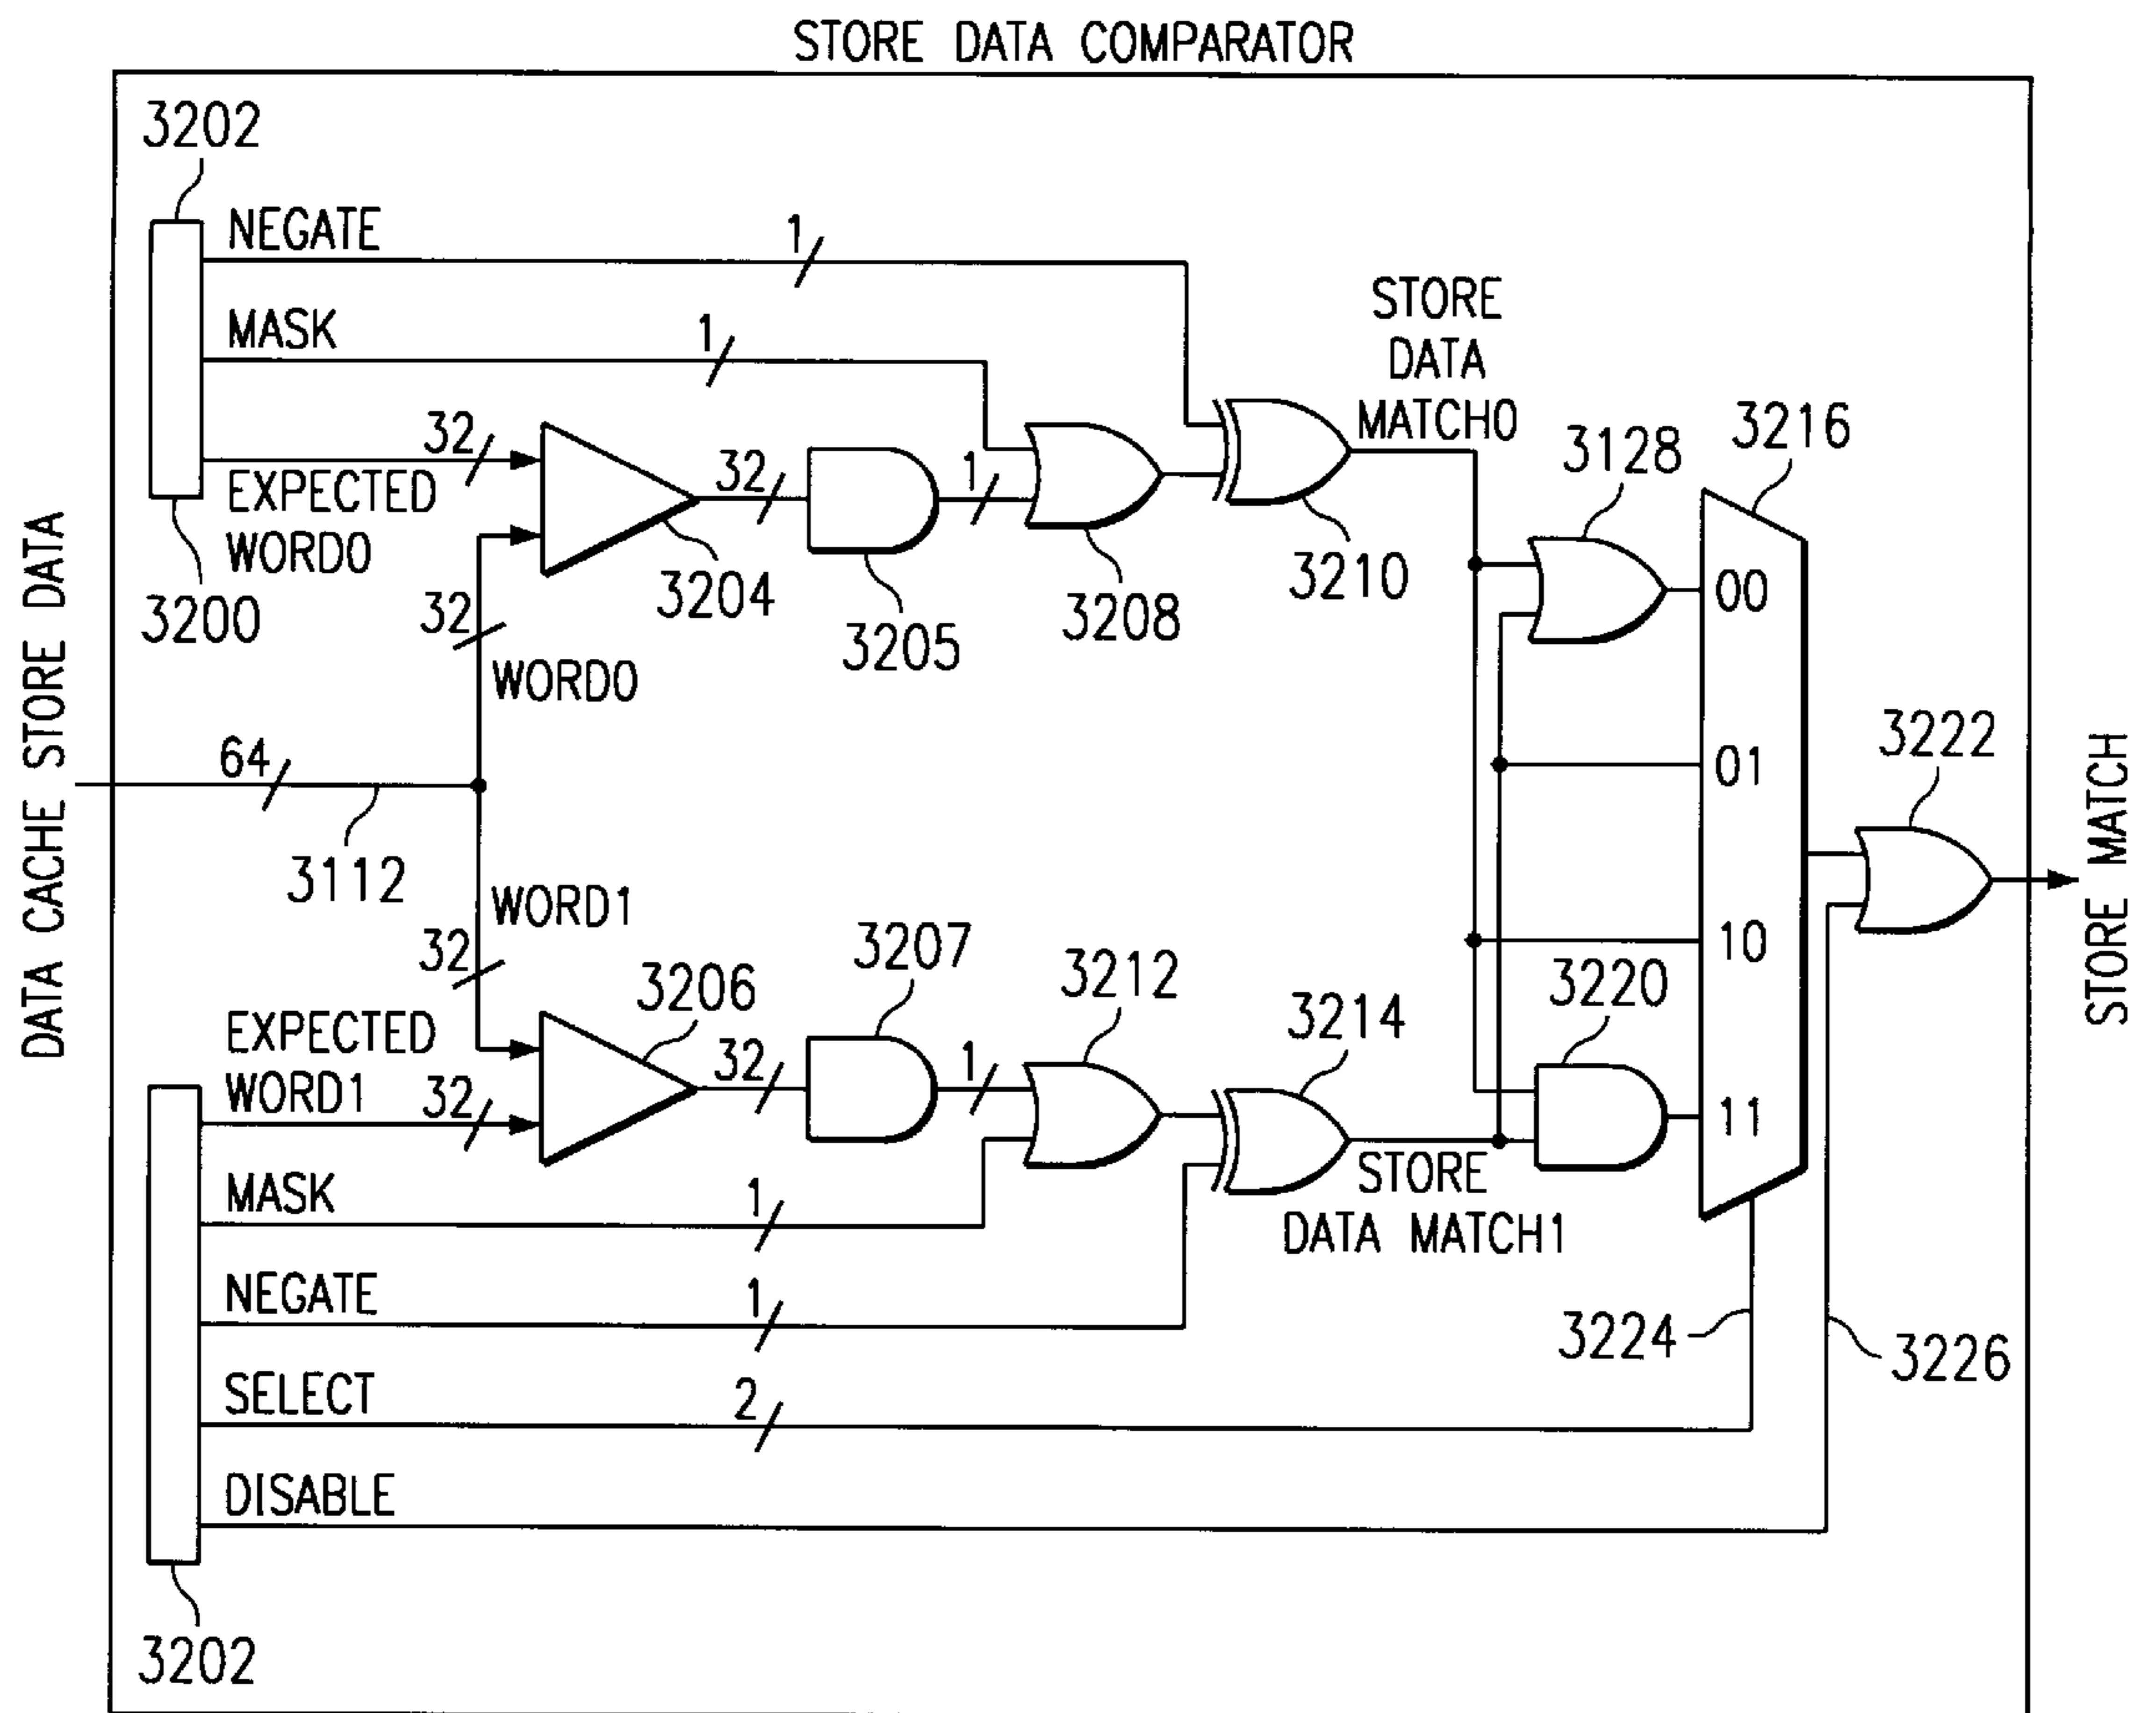 STORE DATA COMPARATOR
3202
NEGATE
1
MASK
1
STORE
DATA
MATCH0
32
EXPECTED
WORD0
3200
32
1
3204
3205
3208
3210
3128
3216
00
32
WORD0
DATA CACHE STORE DATA
64
3112
01
3222
STORE MATCH
WORD1
32
10
3206
3207
3212
3214
3220
EXPECTED
WORD1
32
32
1
11
STORE
DATA MATCH1
MASK
1
NEGATE
1
3224
3226
SELECT
2
DISABLE
3202